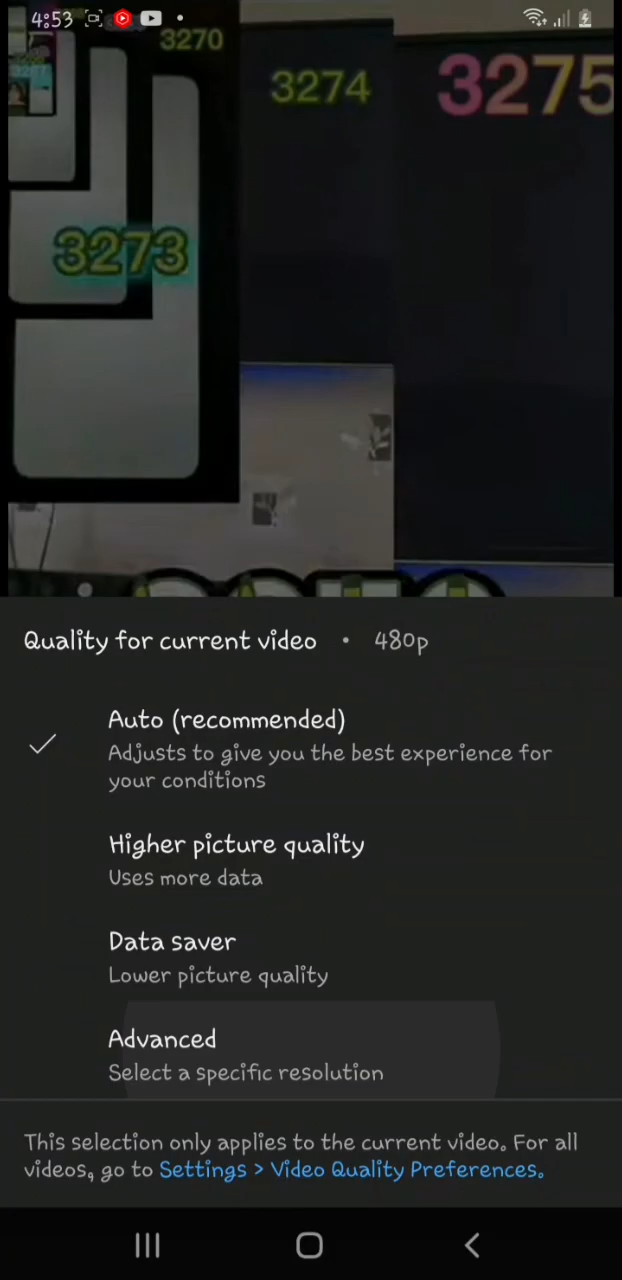 4:53
3270
3274
3275
3273
Quality for current video • 480p
Auto (recommended)
Adjusts to give you the best experience for
your conditions
Higher picture quality
Uses more data
Data saver
Lower picture quality
Advanced
Select a specific resolution
This selection only applies to the current video. For all
videos, go to Settings > Video Quality Preferences.